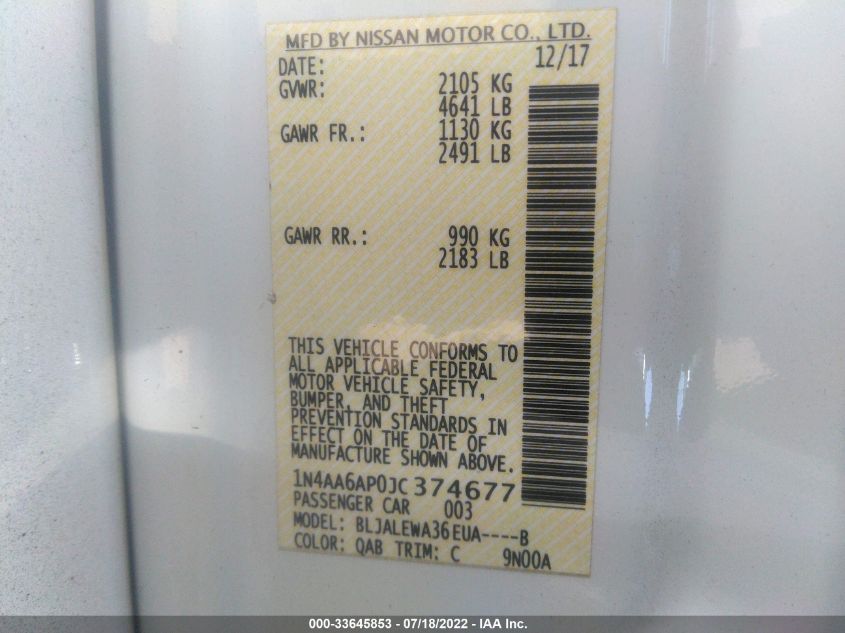 MFD BY NISSAN MOTOR CO., LTD.
DATE: 12/17
GVWR: 2105 KG
4641 LB
GAWR FR.: 1130 KG
2491 LB
GAWR RR.: 990 KG
2183 LB
THIS VEHICLE CONFORMS TO
ALL APPLICABLE FEDERAL
MOTOR VEHICLE SAFETY,
BUMPER, AND THEFT
PREVENTION STANDARDS IN
EFFECT ON THE DATE OF
MANUFACTURE SHOWN ABOVE.
1N4AA6AP0JC 374677
PASSENGER CAR 003
MODEL: BLJALEWA36EUA----B
COLOR: QAB TRIM: C 9N00A
000-33645853 - 07/18/2022 - IAA Inc.